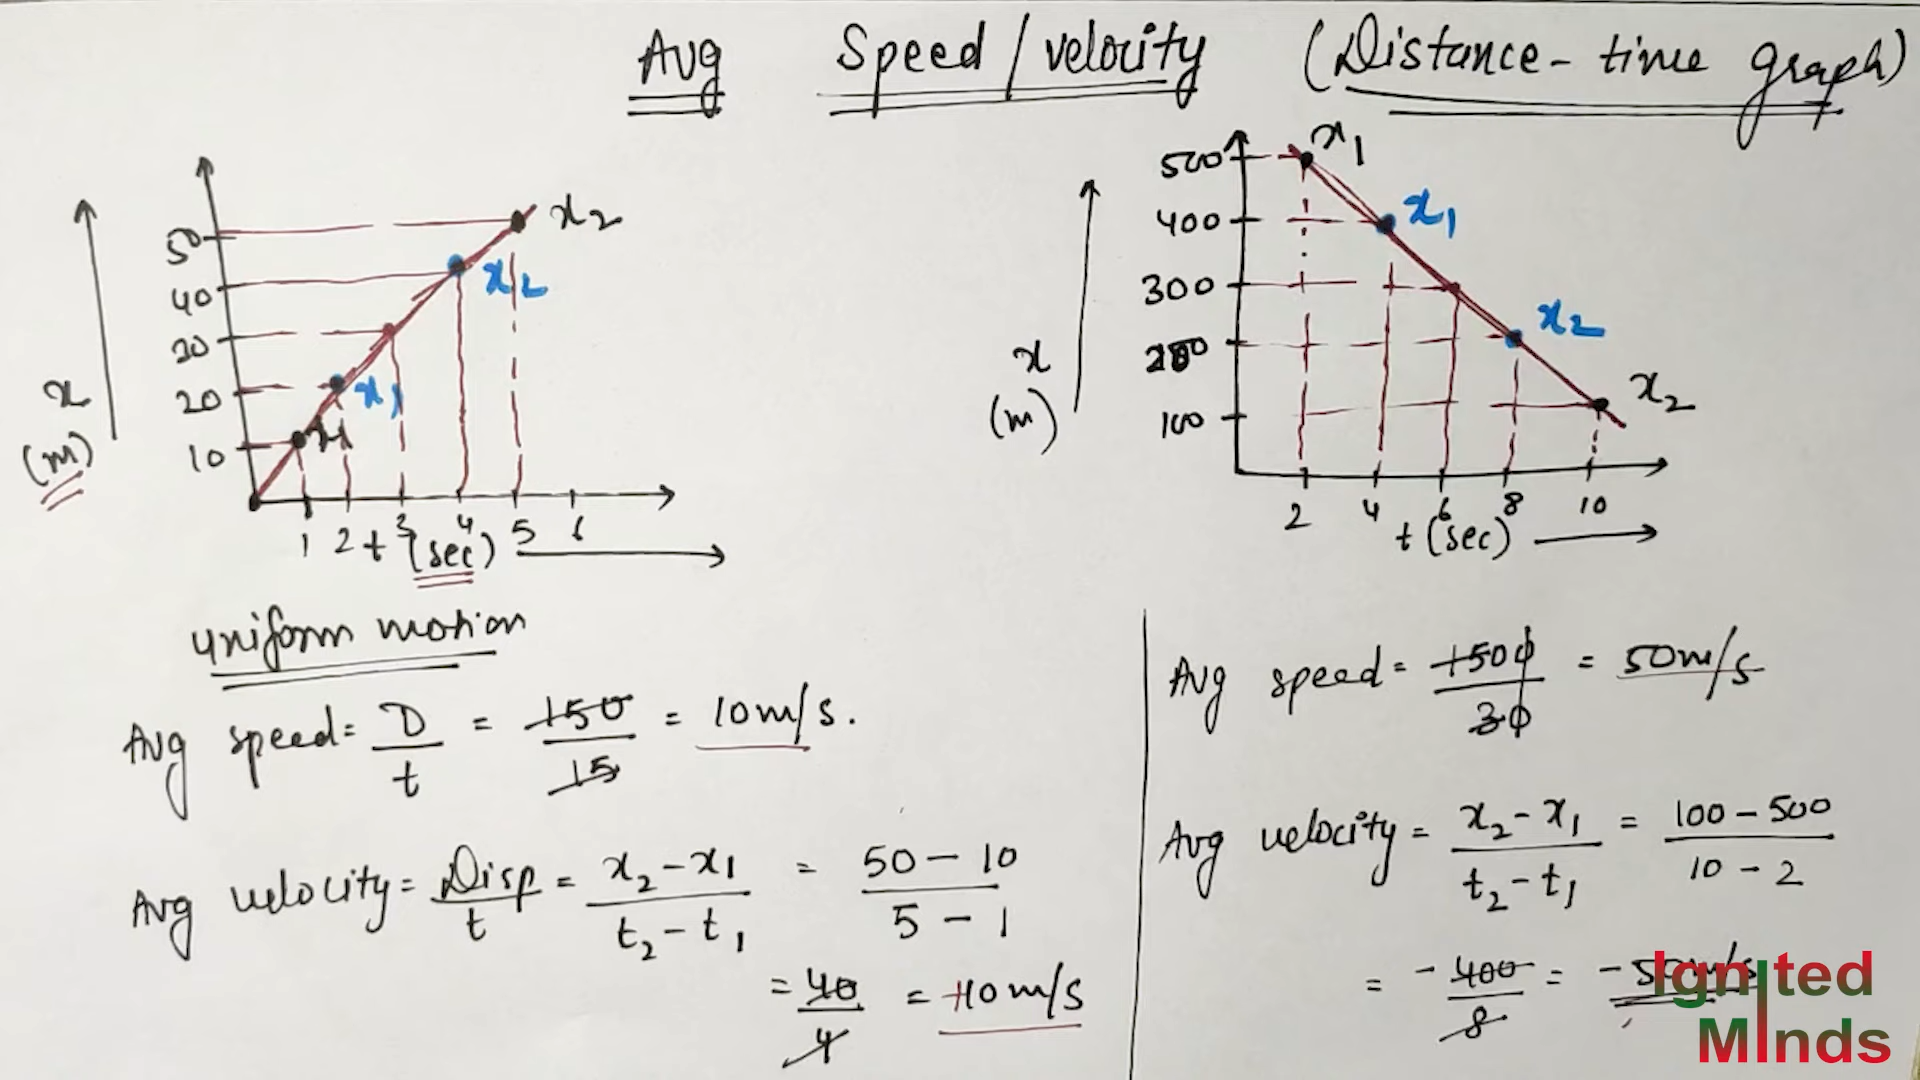 Avg Speed / velocity (Distance-time graph)
x2
50
40
x2
30
20
x1
10
x1
x
(m)
1 2 3 4 5 6
t (sec)
x1
500
400
x1
300
x2
x2
100
x
(m)
2 4 6 8 10
t (sec)
uniform motion
Avg speed = D/t = 150/15 = 10 m/s.
Avg velocity = Disp/t = x2 - x1 / t2 - t1 = 50 - 10 / 5 - 1
= 40/4 = +10 m/s
Avg speed = 1500/30 = 50 m/s
Avg velocity = x2 - x1 / t2 - t1 = 100 - 500 / 10 - 2
= -400/8 = -50 m/s
Ignited
Minds